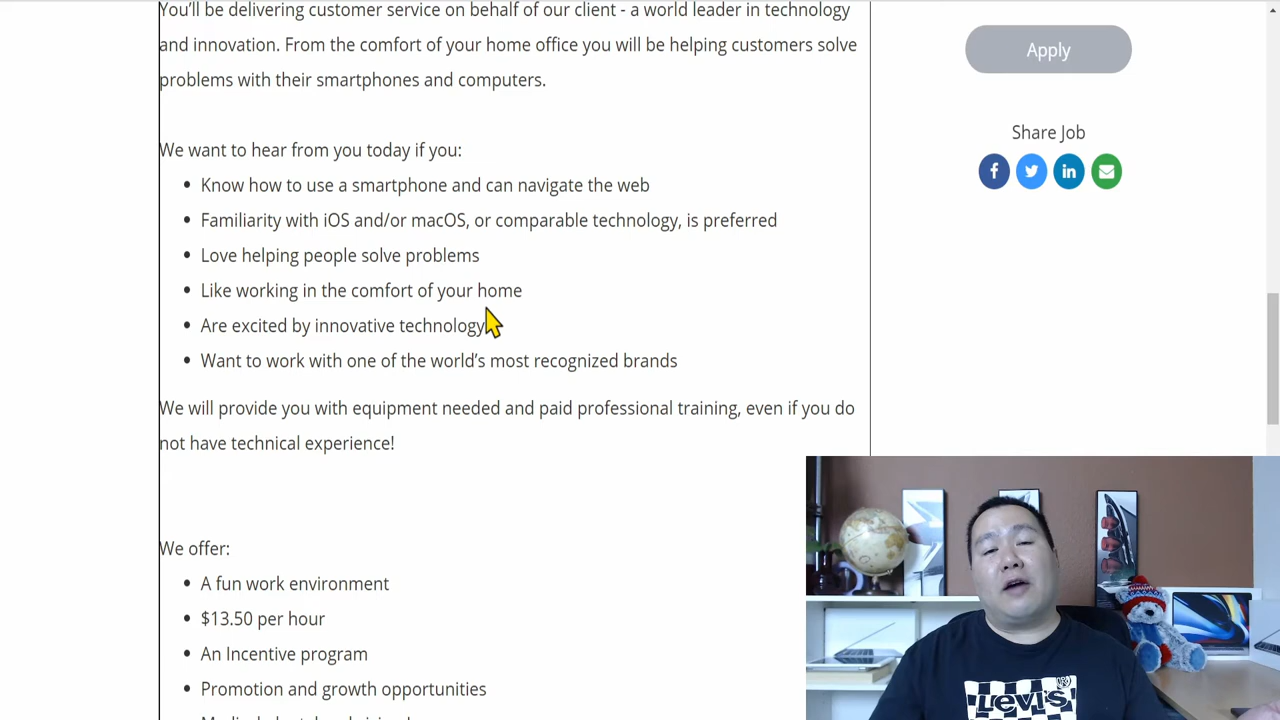 You’ll be delivering customer service on behalf of our client - a world leader in technology
and innovation. From the comfort of your home office you will be helping customers solve
problems with their smartphones and computers.
We want to hear from you today if you:
Know how to use a smartphone and can navigate the web
Familiarity with iOS and/or macOS, or comparable technology, is preferred
Love helping people solve problems
Like working in the comfort of your home
Are excited by innovative technology
Want to work with one of the world’s most recognized brands
We will provide you with equipment needed and paid professional training, even if you do
not have technical experience!
We offer:
A fun work environment
$13.50 per hour
An Incentive program
Promotion and growth opportunities
Apply
Share Job
Levi's